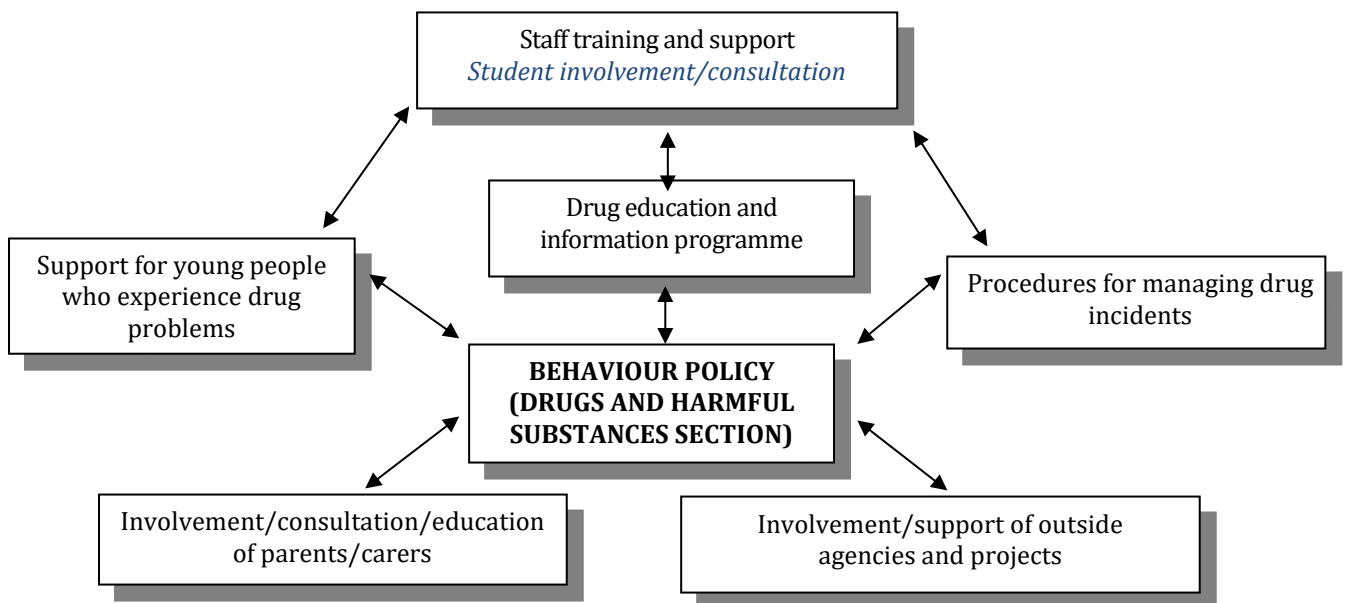 Staff training and support
Student involvement/consultation
Drug education and
information programme
Support for young people
who experience drug
problems
Procedures for managing drug
incidents
BEHAVIOUR POLICY
(DRUGS AND HARMFUL
SUBSTANCES SECTION)
Involvement/consultation/education
of parents/carers
Involvement/support of outside
agencies and projects